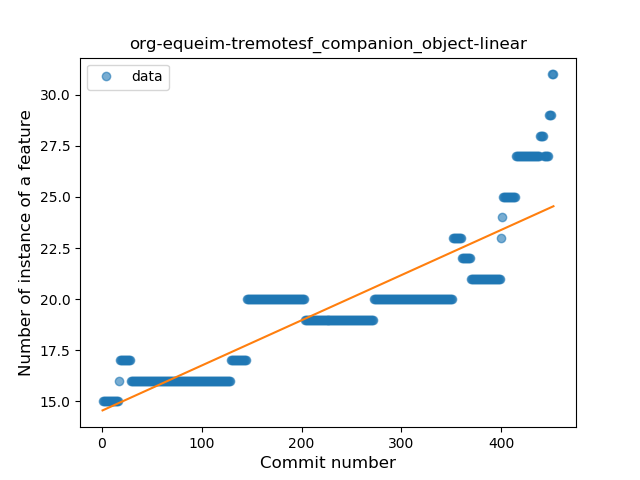 org-equeim-tremotesf_companion_object-linear
data
Number of instance of a feature
30.0
27.5
25.0
22.5
20.0
17.5
15.0
0 100 200 300 400
Commit number